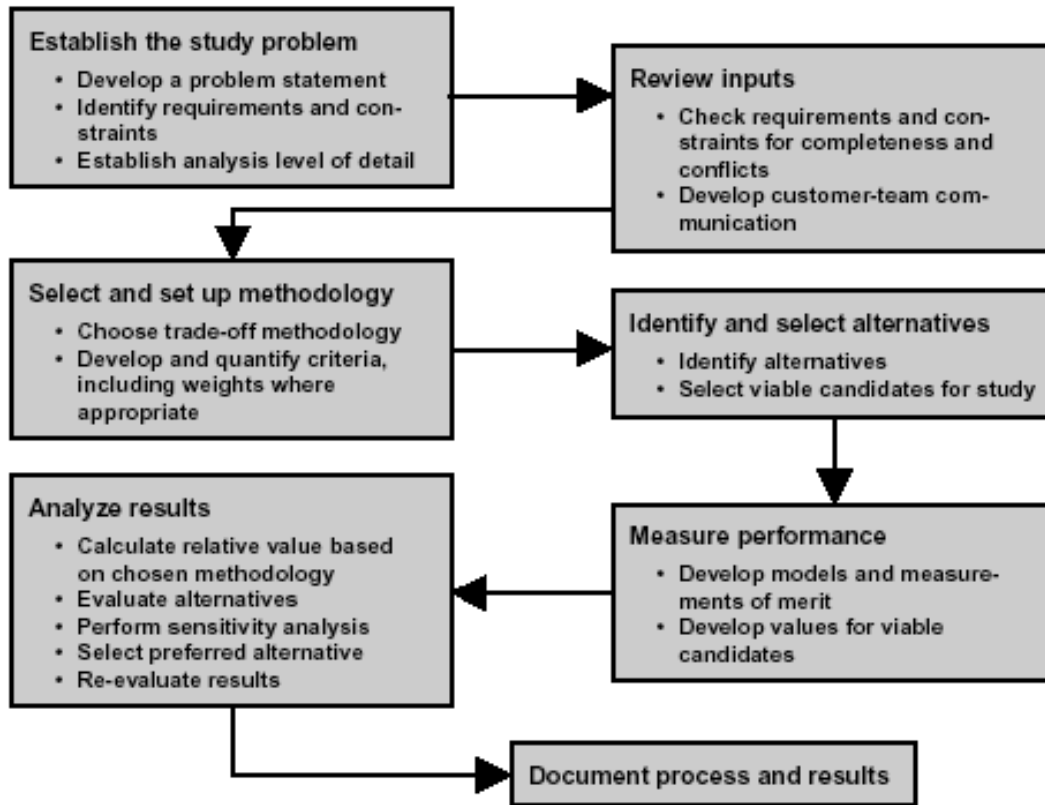 Establish the study problem
• Develop a problem statement
• Identify requirements and con-
straints
• Establish analysis level of detail
Review inputs
• Check requirements and con-
straints for completeness and
conflicts
• Develop customer-team com-
munication
Select and set up methodology
• Choose trade-off methodology
• Develop and quantify criteria,
including weights where
appropriate
Identify and select alternatives
• Identify alternatives
• Select viable candidates for study
Measure performance
• Develop models and measure-
ments of merit
• Develop values for viable
candidates
Analyze results
• Calculate relative value based
on chosen methodology
• Evaluate alternatives
• Perform sensitivity analysis
• Select preferred alternative
• Re-evaluate results
Document process and results